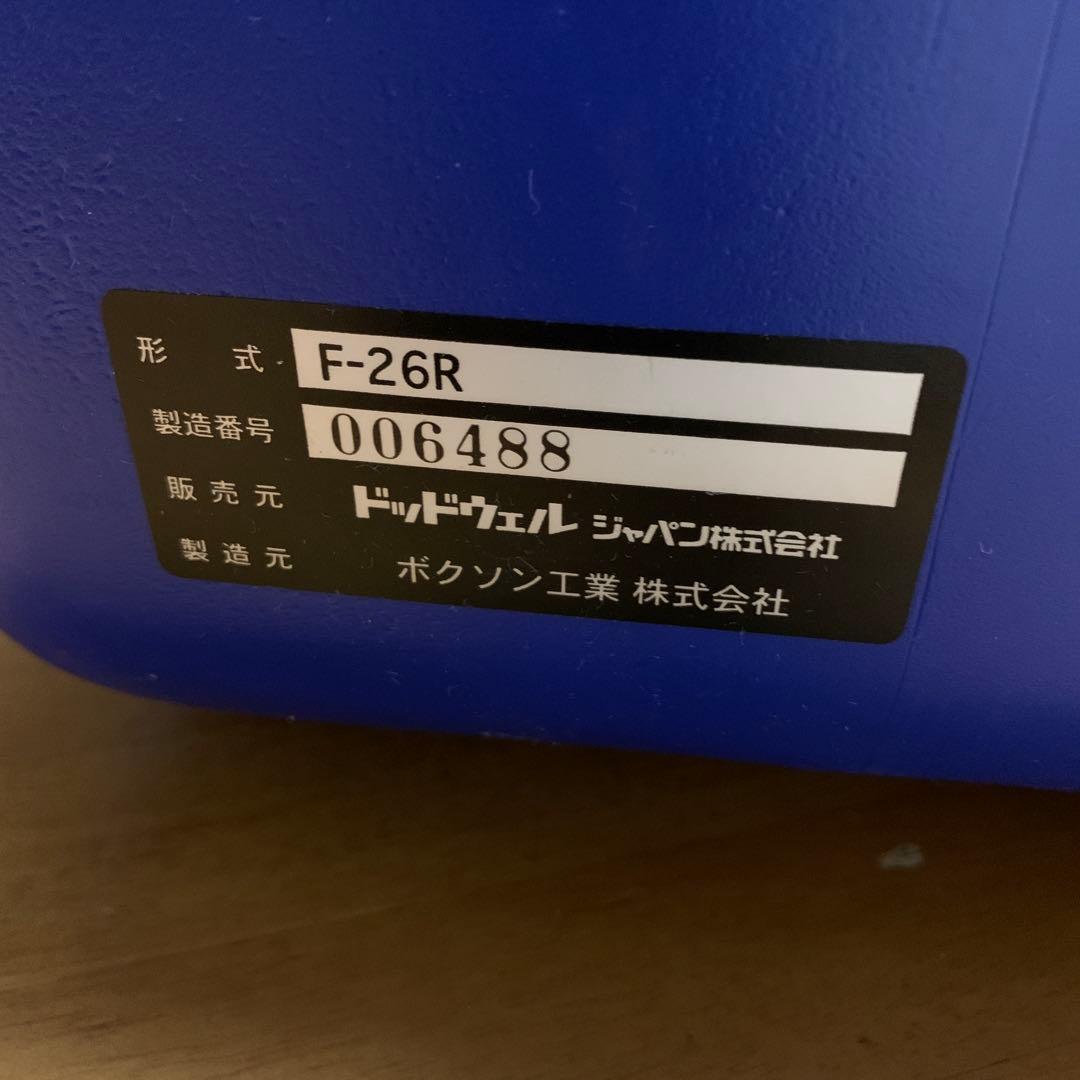 形 式 F-26R
製造番号 006488
販売元 ドッドウェル ジャパン株式会社
製造元 ボクソン工業 株式会社